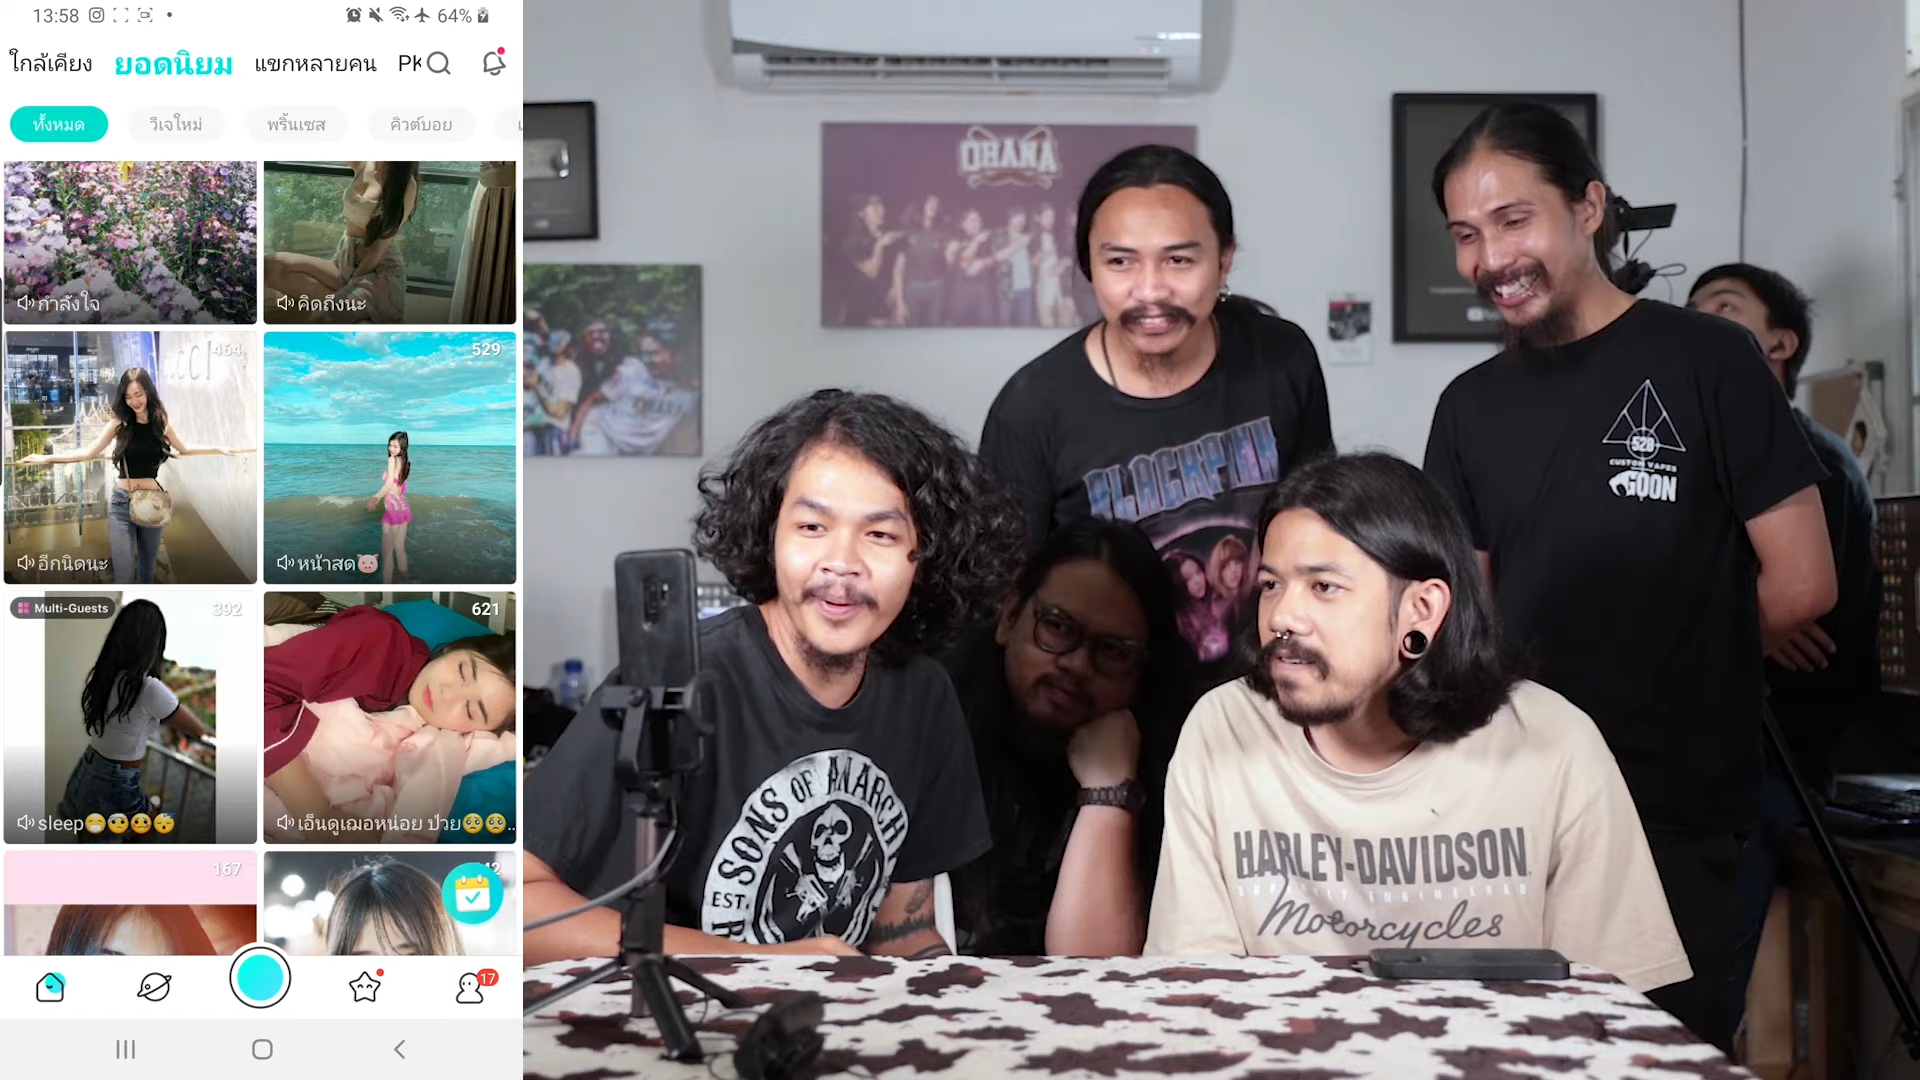 13:58
64%
ใกล้เคียง ยอดนิยม แขกหลายคน PK
ทั้งหมด วีเจใหม่ พริ้นเซส คิวต์บอย
กำลังใจ
คิดถึงนะ
464
529
อีกนิดนะ
หน้าสด🐷
Multi-Guests 392
621
sleep
เอ็นดูเฌอหน่อย ป่วย🥺🥺..
167
17
OHANA
BLACKPINK
528
CUSTOM VAPES
GOON
SONS OF ANARCHY
EST.
HARLEY-DAVIDSON
Motorcycles